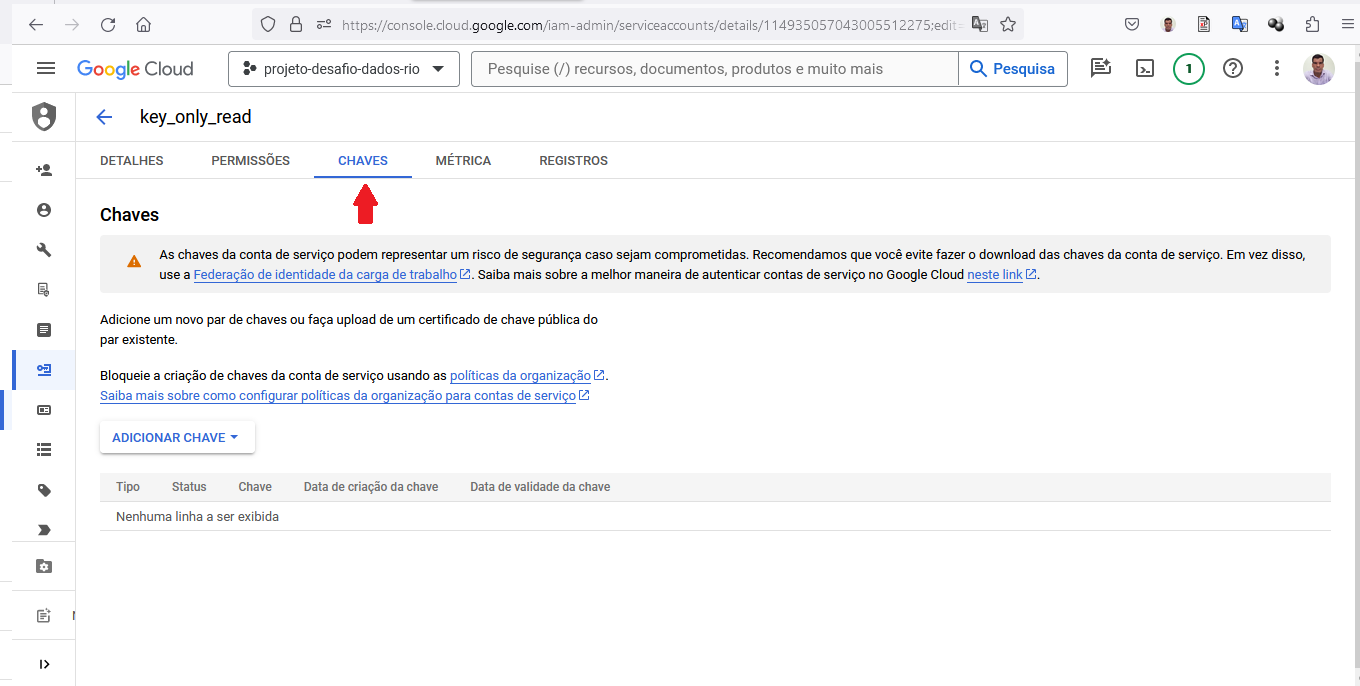 https://console.cloud.google.com/iam-admin/serviceaccounts/details/114935057043005512275;edit=
Google Cloud
projeto-desafio-dados-rio
Pesquise (/) recursos, documentos, produtos e muito mais
Pesquisa
1
key_only_read
DETALHES
PERMISSÕES
CHAVES
MÉTRICA
REGISTROS
Chaves
As chaves da conta de serviço podem representar um risco de segurança caso sejam comprometidas. Recomendamos que você evite fazer o download das chaves da conta de serviço. Em vez disso,
use a Federação de identidade da carga de trabalho. Saiba mais sobre a melhor maneira de autenticar contas de serviço no Google Cloud neste link.
Adicione um novo par de chaves ou faça upload de um certificado de chave pública do
par existente.
Bloqueie a criação de chaves da conta de serviço usando as políticas da organização.
Saiba mais sobre como configurar políticas da organização para contas de serviço
ADICIONAR CHAVE
Tipo Status Chave Data de criação da chave Data de validade da chave
Nenhuma linha a ser exibida